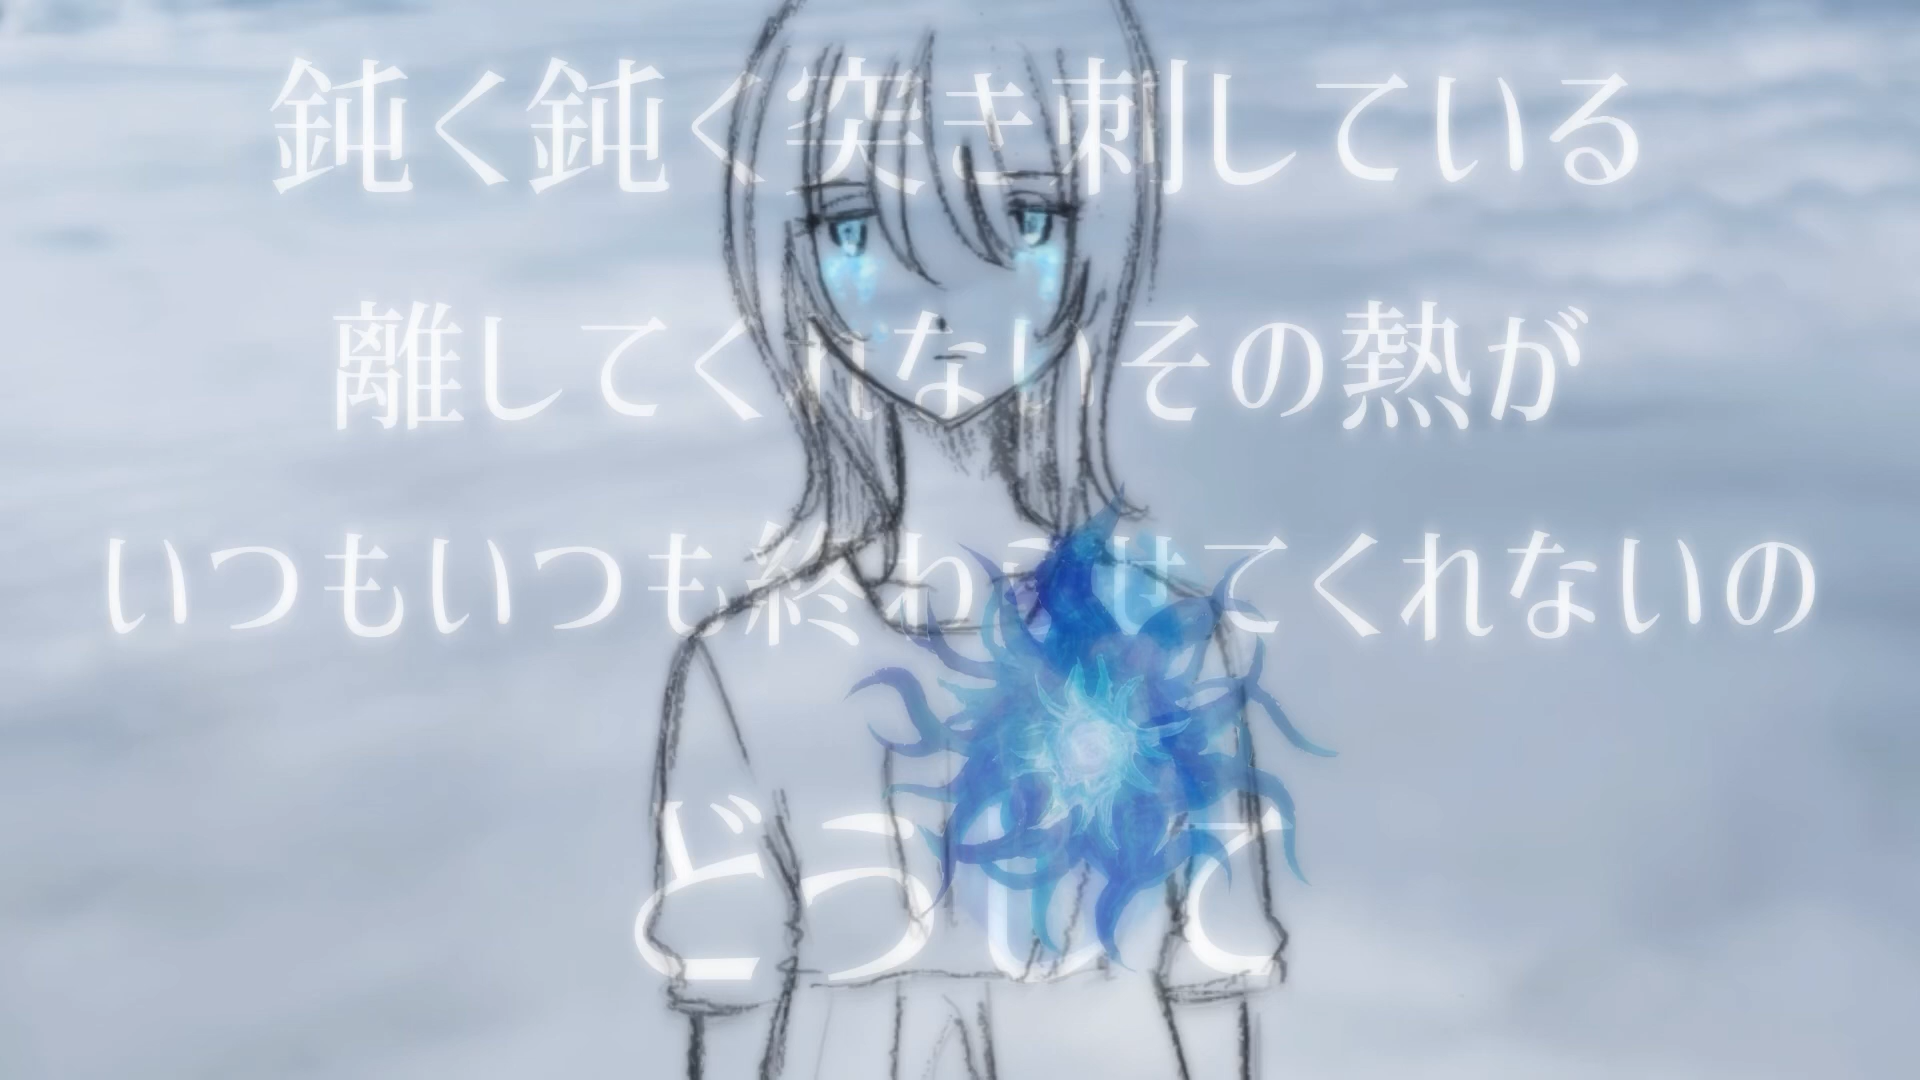 鈍く鈍く突き刺している
離してくれないその熱が
いつもいつも終わらせてくれないの
どうして